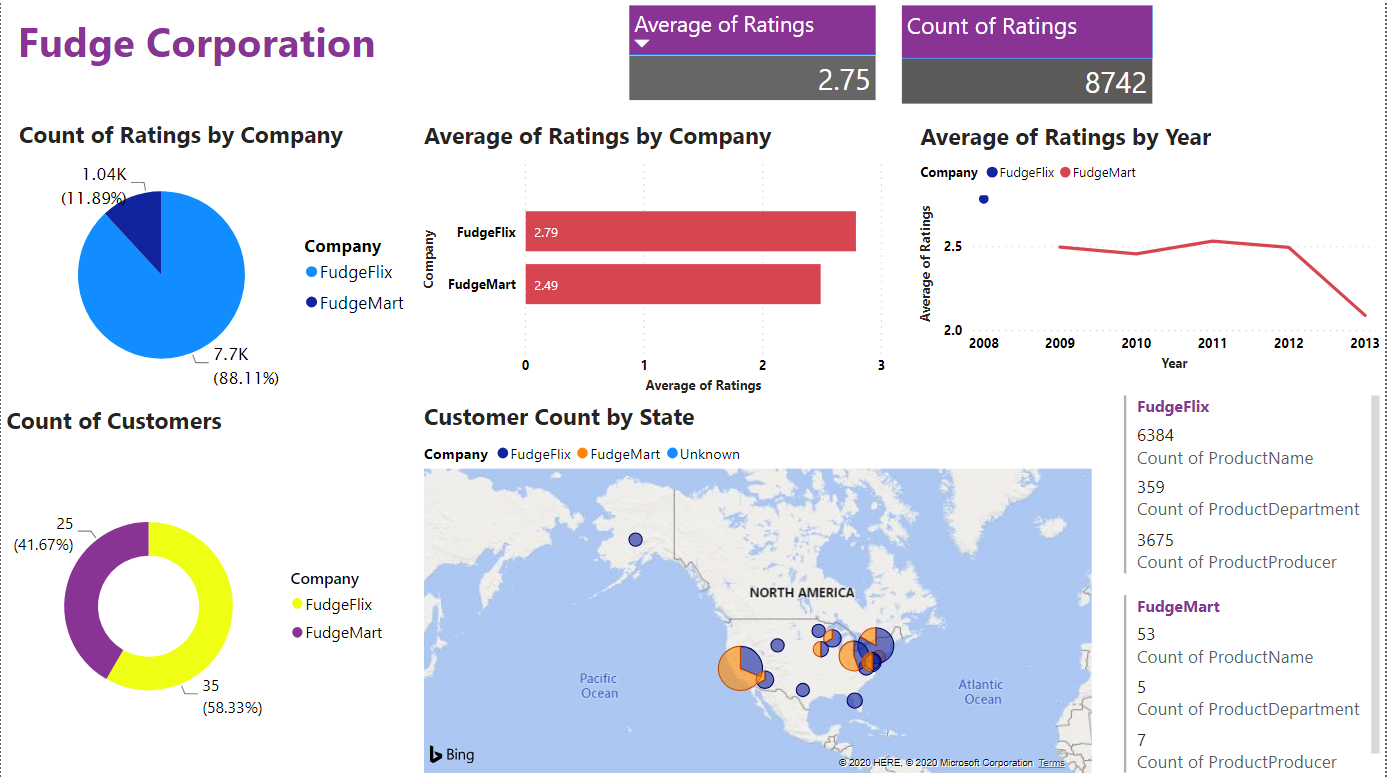 Fudge Corporation
Average of Ratings
2.75
Count of Ratings
8742
Count of Ratings by Company
1.04K
(11.89%)
7.7K
(88.11%)
Company
FudgeFlix
FudgeMart
Average of Ratings by Company
Company
FudgeFlix
2.79
FudgeMart
2.49
0 1 2 3
Average of Ratings
Average of Ratings by Year
Company FudgeFlix FudgeMart
Average of Ratings
2.5
2.0
2008 2009 2010 2011 2012 2013
Year
Count of Customers
25
(41.67%)
35
(58.33%)
Company
FudgeFlix
FudgeMart
Customer Count by State
Company FudgeFlix FudgeMart Unknown
NORTH AMERICA
Pacific
Ocean
Atlantic
Ocean
Bing
© 2020 HERE, © 2020 Microsoft Corporation Terms
FudgeFlix
6384
Count of ProductName
359
Count of ProductDepartment
3675
Count of ProductProducer
FudgeMart
53
Count of ProductName
5
Count of ProductDepartment
7
Count of ProductProducer